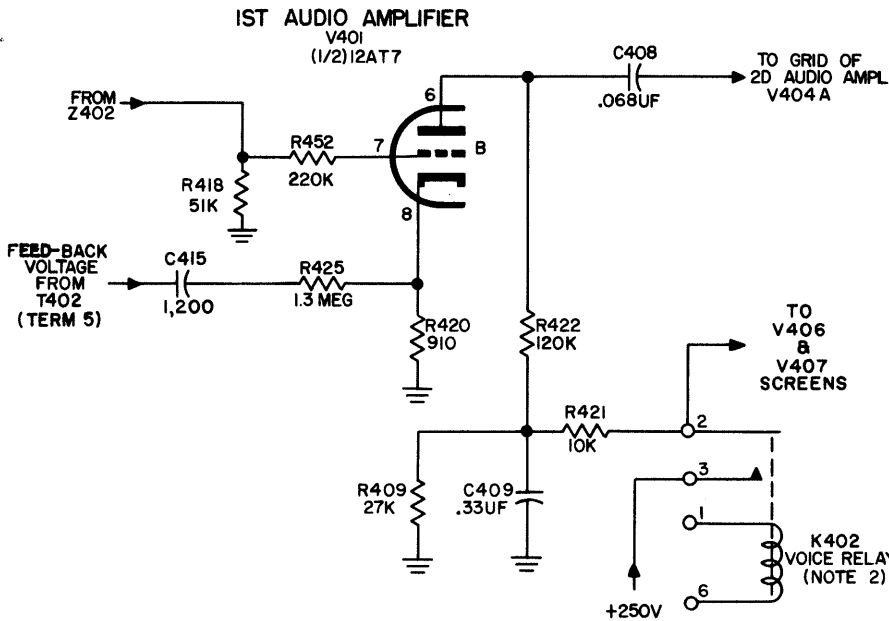 1ST AUDIO AMPLIFIER
V401
(1/2)12AT7
C408
.068UF
TO GRID OF
2D AUDIO AMPL
V404A
FROM
Z402
6
7
B
8
R452
220K
R418
51K
FEED-BACK
VOLTAGE
FROM
T402
(TERM 5)
C415
1,200
R425
1.3 MEG
R420
910
R422
120K
TO
V406
&
V407
SCREENS
R421
10K
2
R409
27K
C409
.33UF
3
1
6
K402
VOICE RELAY
(NOTE 2)
+250V